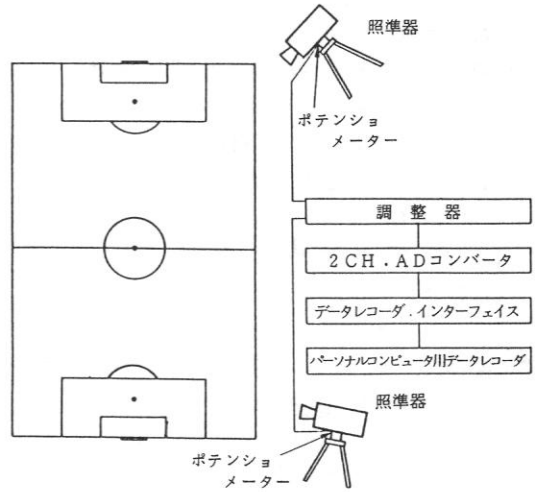 照準器
ポテンショ
メーター
調整器
2CH.ADコンバータ
データレコーダ.インターフェイス
パーソナルコンピュータ用データレコーダ
照準器
ポテンショ
メーター